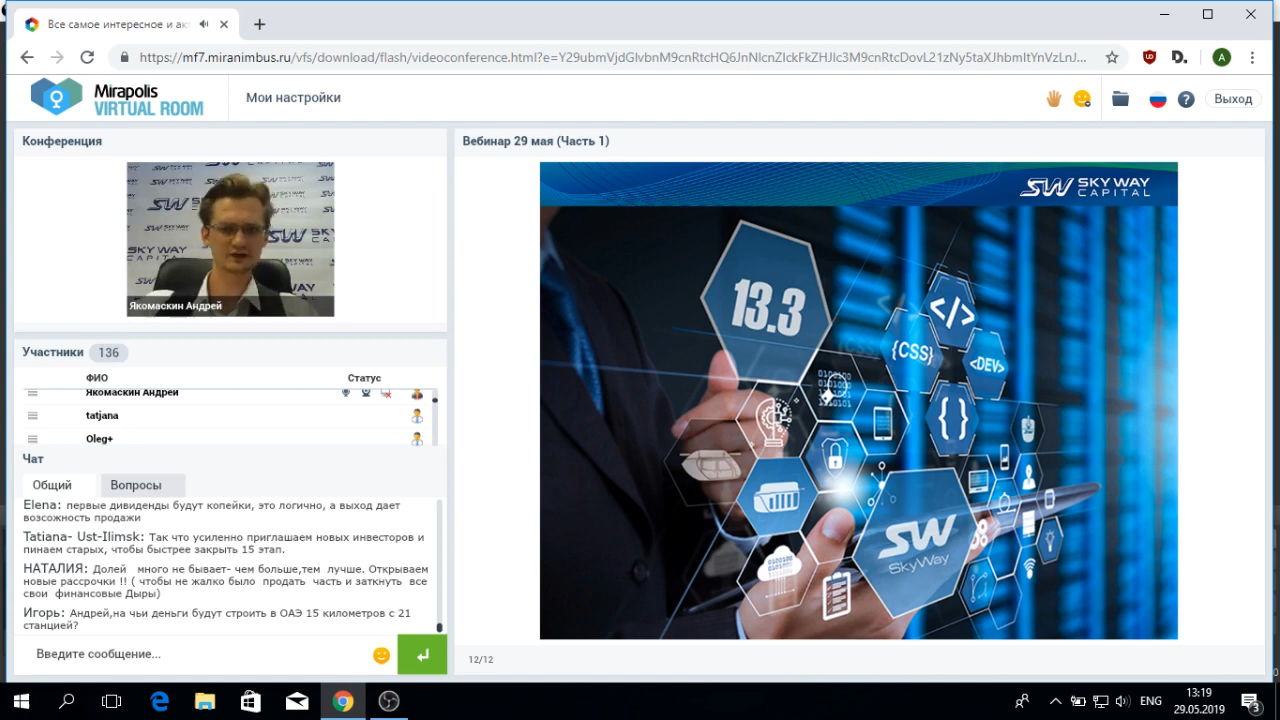 Все самое интересное и ак
https://mf7.miranimbus.ru/vfs/download/flash/videoconference.html?e=Y29ubmVjdGlvbnM9cnRtcHQ6JnNlcnZlckFkZHJlc3M9cnRtcDovL21zNy5taXJhbmltYnVzLnJ...
A
Mirapolis
VIRTUAL ROOM
Мои настройки
Выход
Конференция
SKY WAY
CAPITAL
Якомаскин Андрей
Участники 136
ФИО Статус
Якомаскин Андрей
tatjana
Oleg+
Чат
Общий Вопросы
Elena: первые дивиденды будут копейки, это логично, а выход дает
возсожность продажи
Tatiana- Ust-Ilimsk: Так что усиленно приглашаем новых инвесторов и
пинаем старых, чтобы быстрее закрыть 15 этап.
НАТАЛИЯ: Долей много не бывает- чем больше,тем лучше. Открываем
новые рассрочки !! ( чтобы не жалко было продать часть и заткнуть все
свои финансовые Дыры)
Игорь: Андрей,на чьи деньги будут строить в ОАЭ 15 километров с 21
станцией?
Введите сообщение...
Вебинар 29 мая (Часть 1)
SW SKY WAY
CAPITAL
13.3
</>
{CSS}
<DEV>
{ }
SW
SkyWay
12/12
ENG
13:19
29.05.2019
3